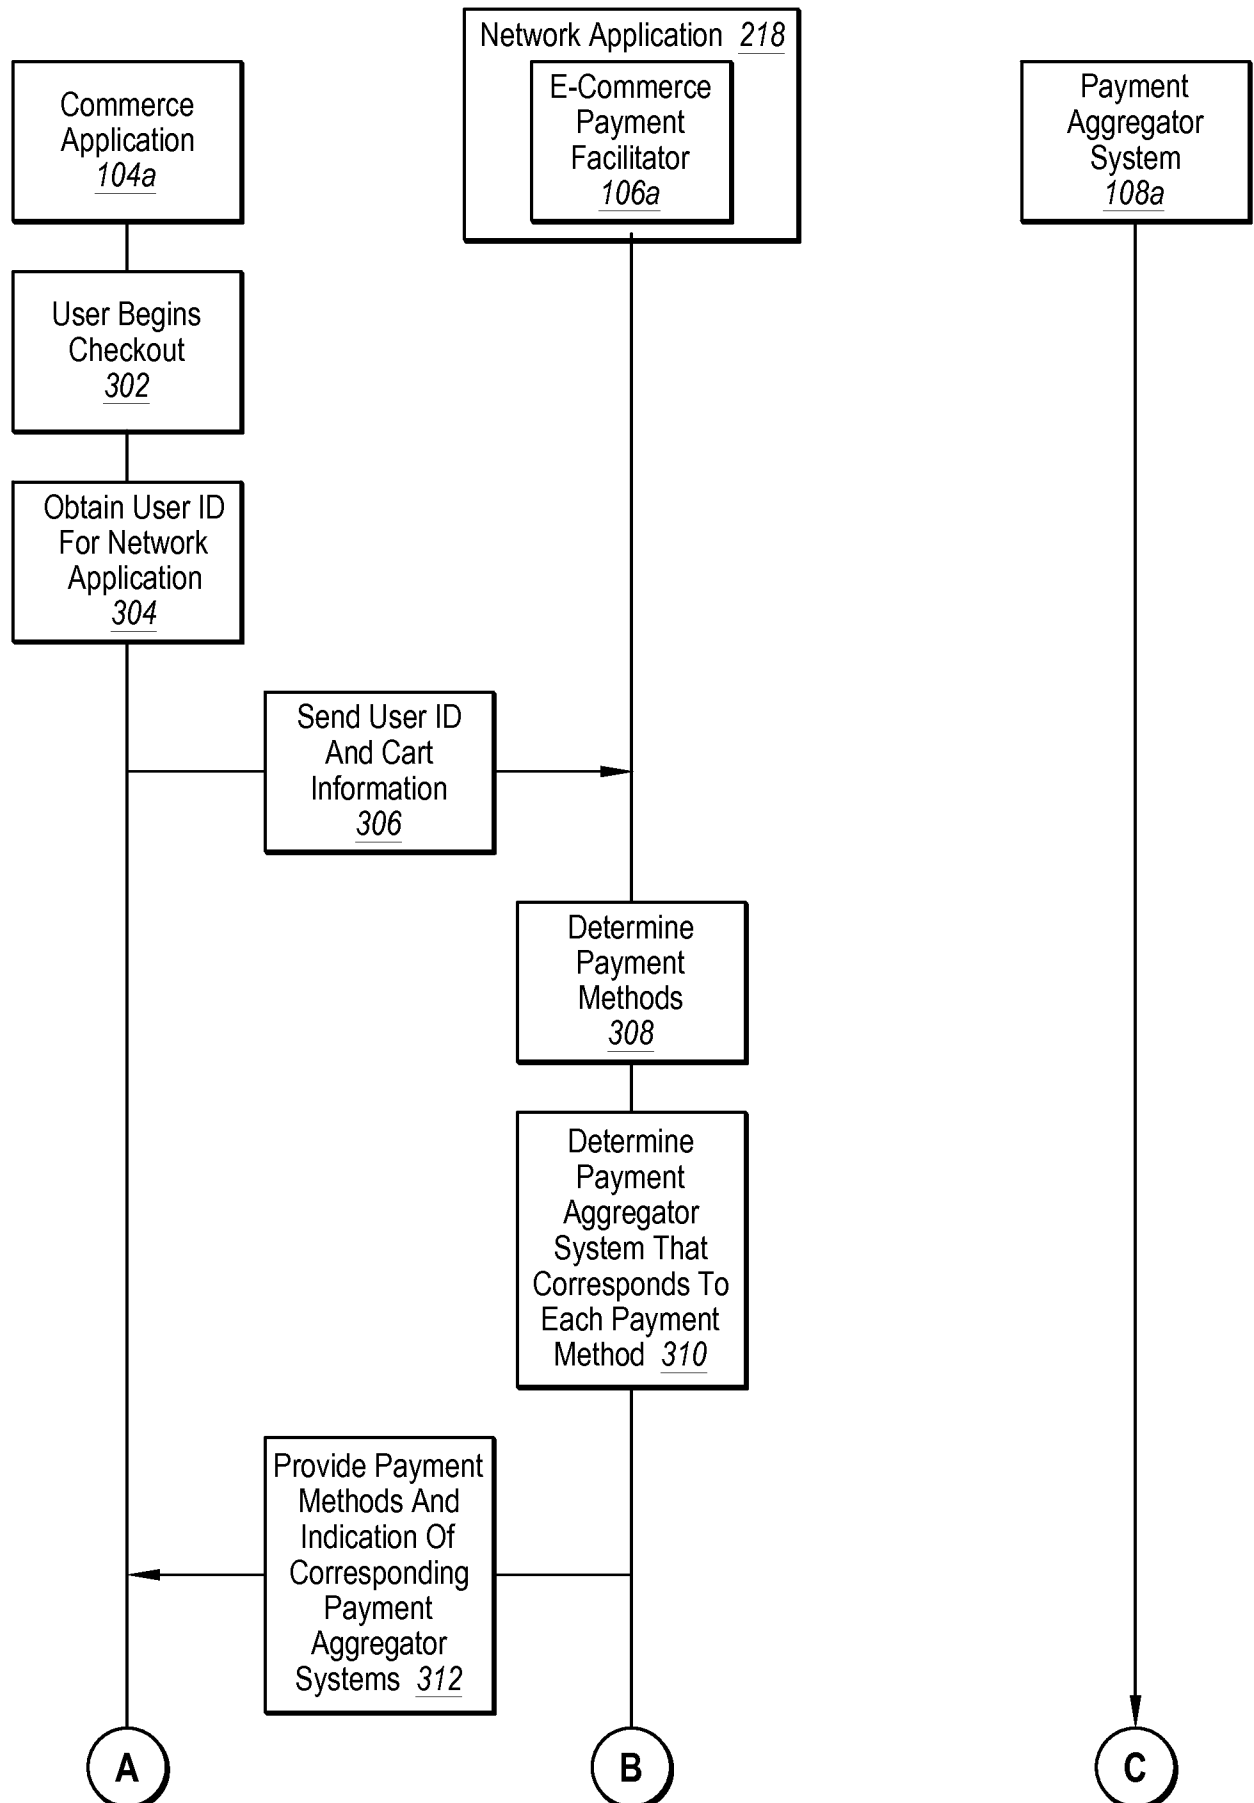 Network Application 218
Commerce
Application
104a
E-Commerce
Payment
Facilitator
106a
Payment
Aggregator
System
108a
User Begins
Checkout
302
Obtain User ID
For Network
Application
304
Send User ID
And Cart
Information
306
Determine
Payment
Methods
308
Determine
Payment
Aggregator
System That
Corresponds To
Each Payment
Method 310
Provide Payment
Methods And
Indication Of
Corresponding
Payment
Aggregator
Systems 312
A
B
C